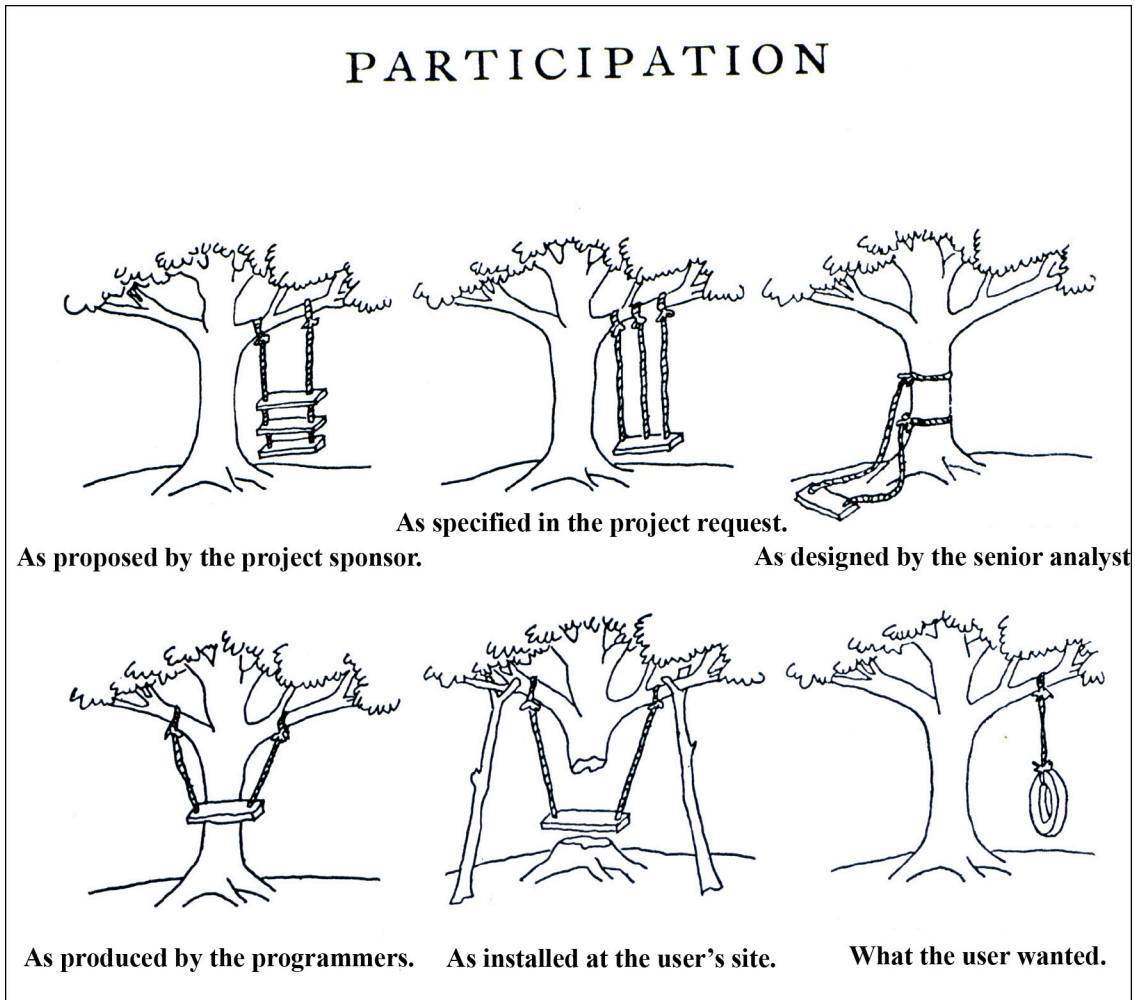 PARTICIPATION
As proposed by the project sponsor.
As specified in the project request.
As designed by the senior analyst
As produced by the programmers.
As installed at the user's site.
What the user wanted.